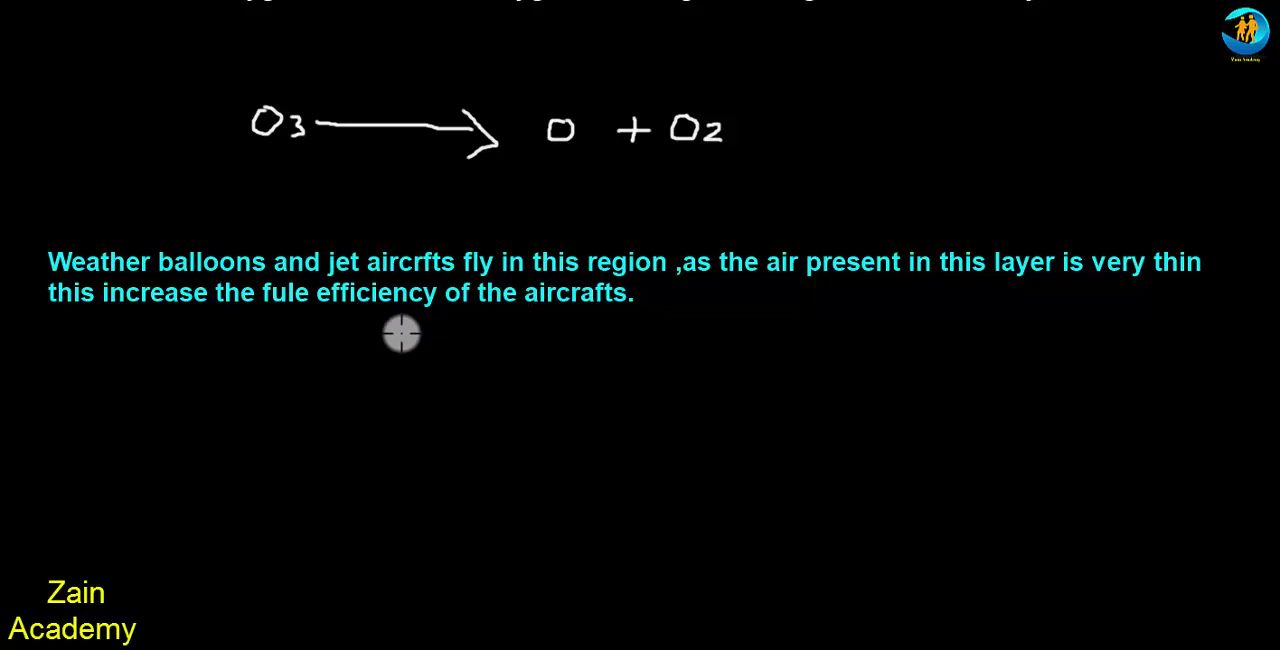 O3 → O + O2
Weather balloons and jet aircrfts fly in this region ,as the air present in this layer is very thin
this increase the fule efficiency of the aircrafts.
Zain
Academy